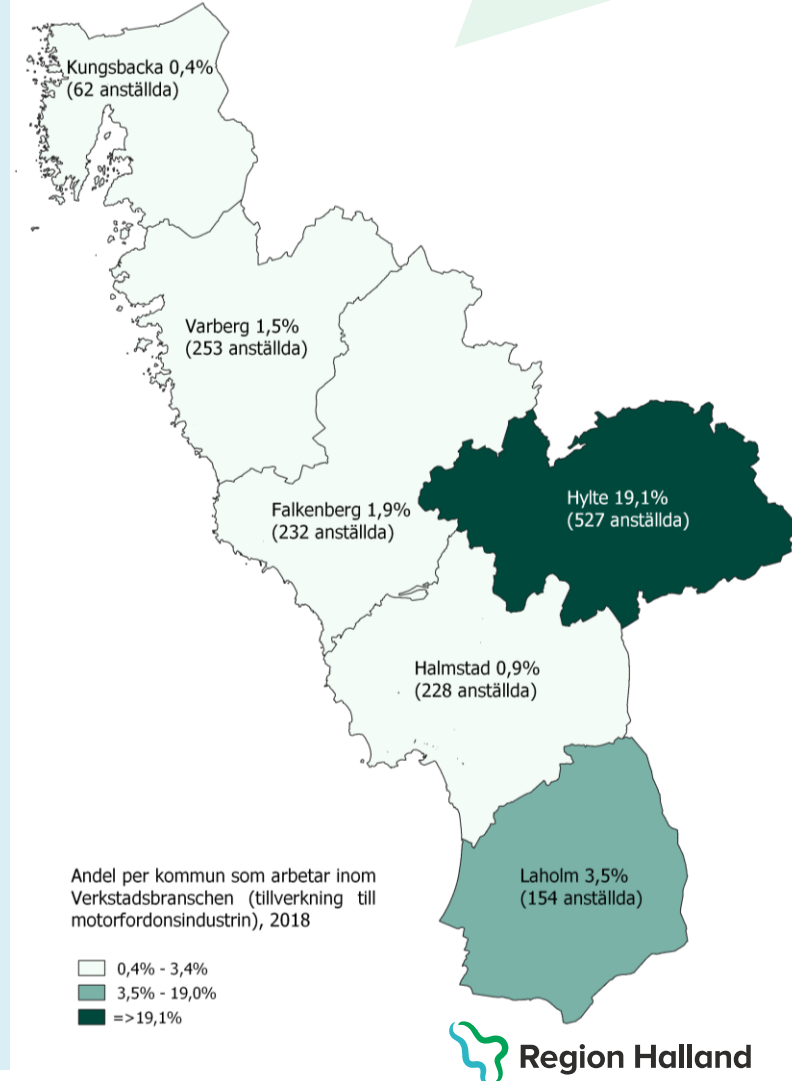 Kungsbacka 0,4%
(62 anställda)
Varberg 1,5%
(253 anställda)
Falkenberg 1,9%
(232 anställda)
Hylte 19,1%
(527 anställda)
Halmstad 0,9%
(228 anställda)
Laholm 3,5%
(154 anställda)
Andel per kommun som arbetar inom
Verkstadsbranschen (tillverkning till
motorfordonsindustrin), 2018
0,4% - 3,4%
3,5% - 19,0%
=>19,1%
Region Halland